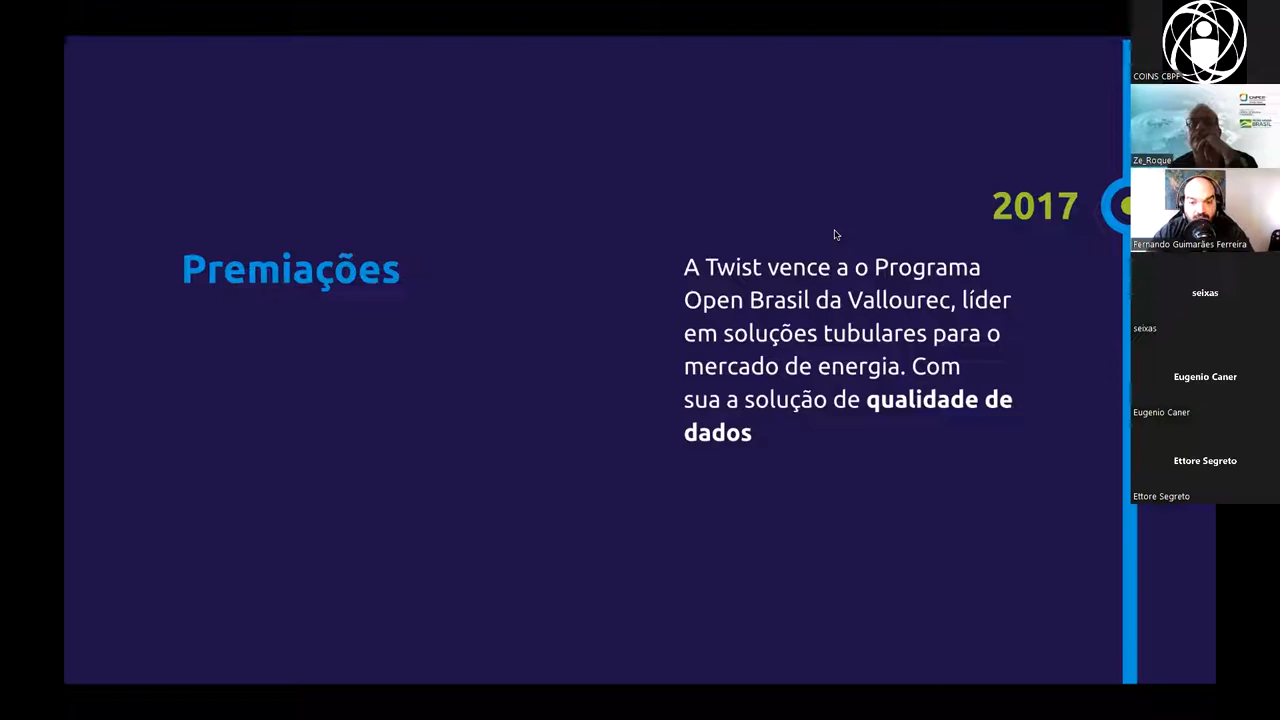 Premiações
2017
A Twist vence a o Programa
Open Brasil da Vallourec, líder
em soluções tubulares para o
mercado de energia. Com
sua a solução de qualidade de
dados
COINS CBPF
BRASIL
Ze_Roque
Fernando Guimarães Ferreira
seixas
seixas
Eugenio Caner
Eugenio Caner
Ettore Segreto
Ettore Segreto